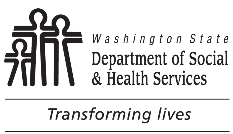 Washington State
Department of Social
& Health Services
Transforming lives